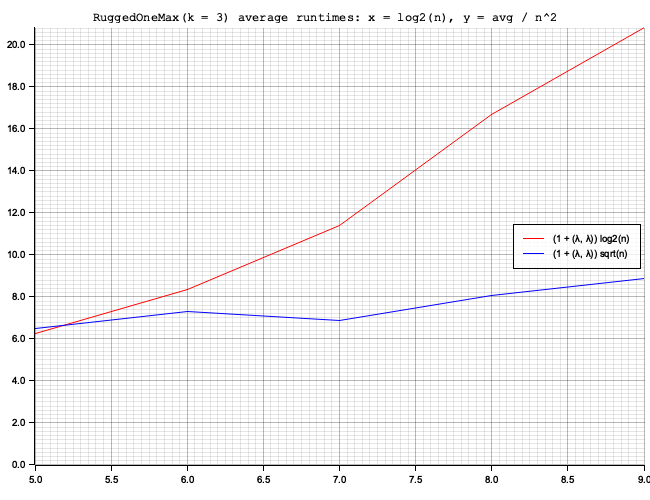 RuggedOneMax(k = 3) average runtimes: x = log2(n), y = avg / n^2
20.0
18.0
16.0
14.0
12.0
10.0
8.0
6.0
4.0
2.0
0.0
(1 + (λ, λ)) log2(n)
(1 + (λ, λ)) sqrt(n)
5.0 5.5 6.0 6.5 7.0 7.5 8.0 8.5 9.0